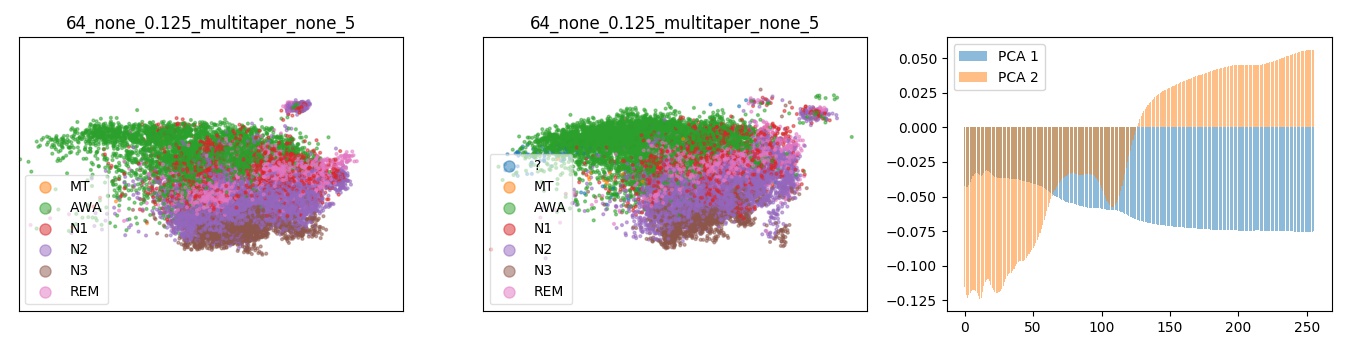 64_none_0.125_multitaper_none_5
MT
AWA
N1
N2
N3
REM
64_none_0.125_multitaper_none_5
?
MT
AWA
N1
N2
N3
REM
PCA 1
PCA 2
0.050
0.025
0.000
−0.025
−0.050
−0.075
−0.100
−0.125
0 50 100 150 200 250